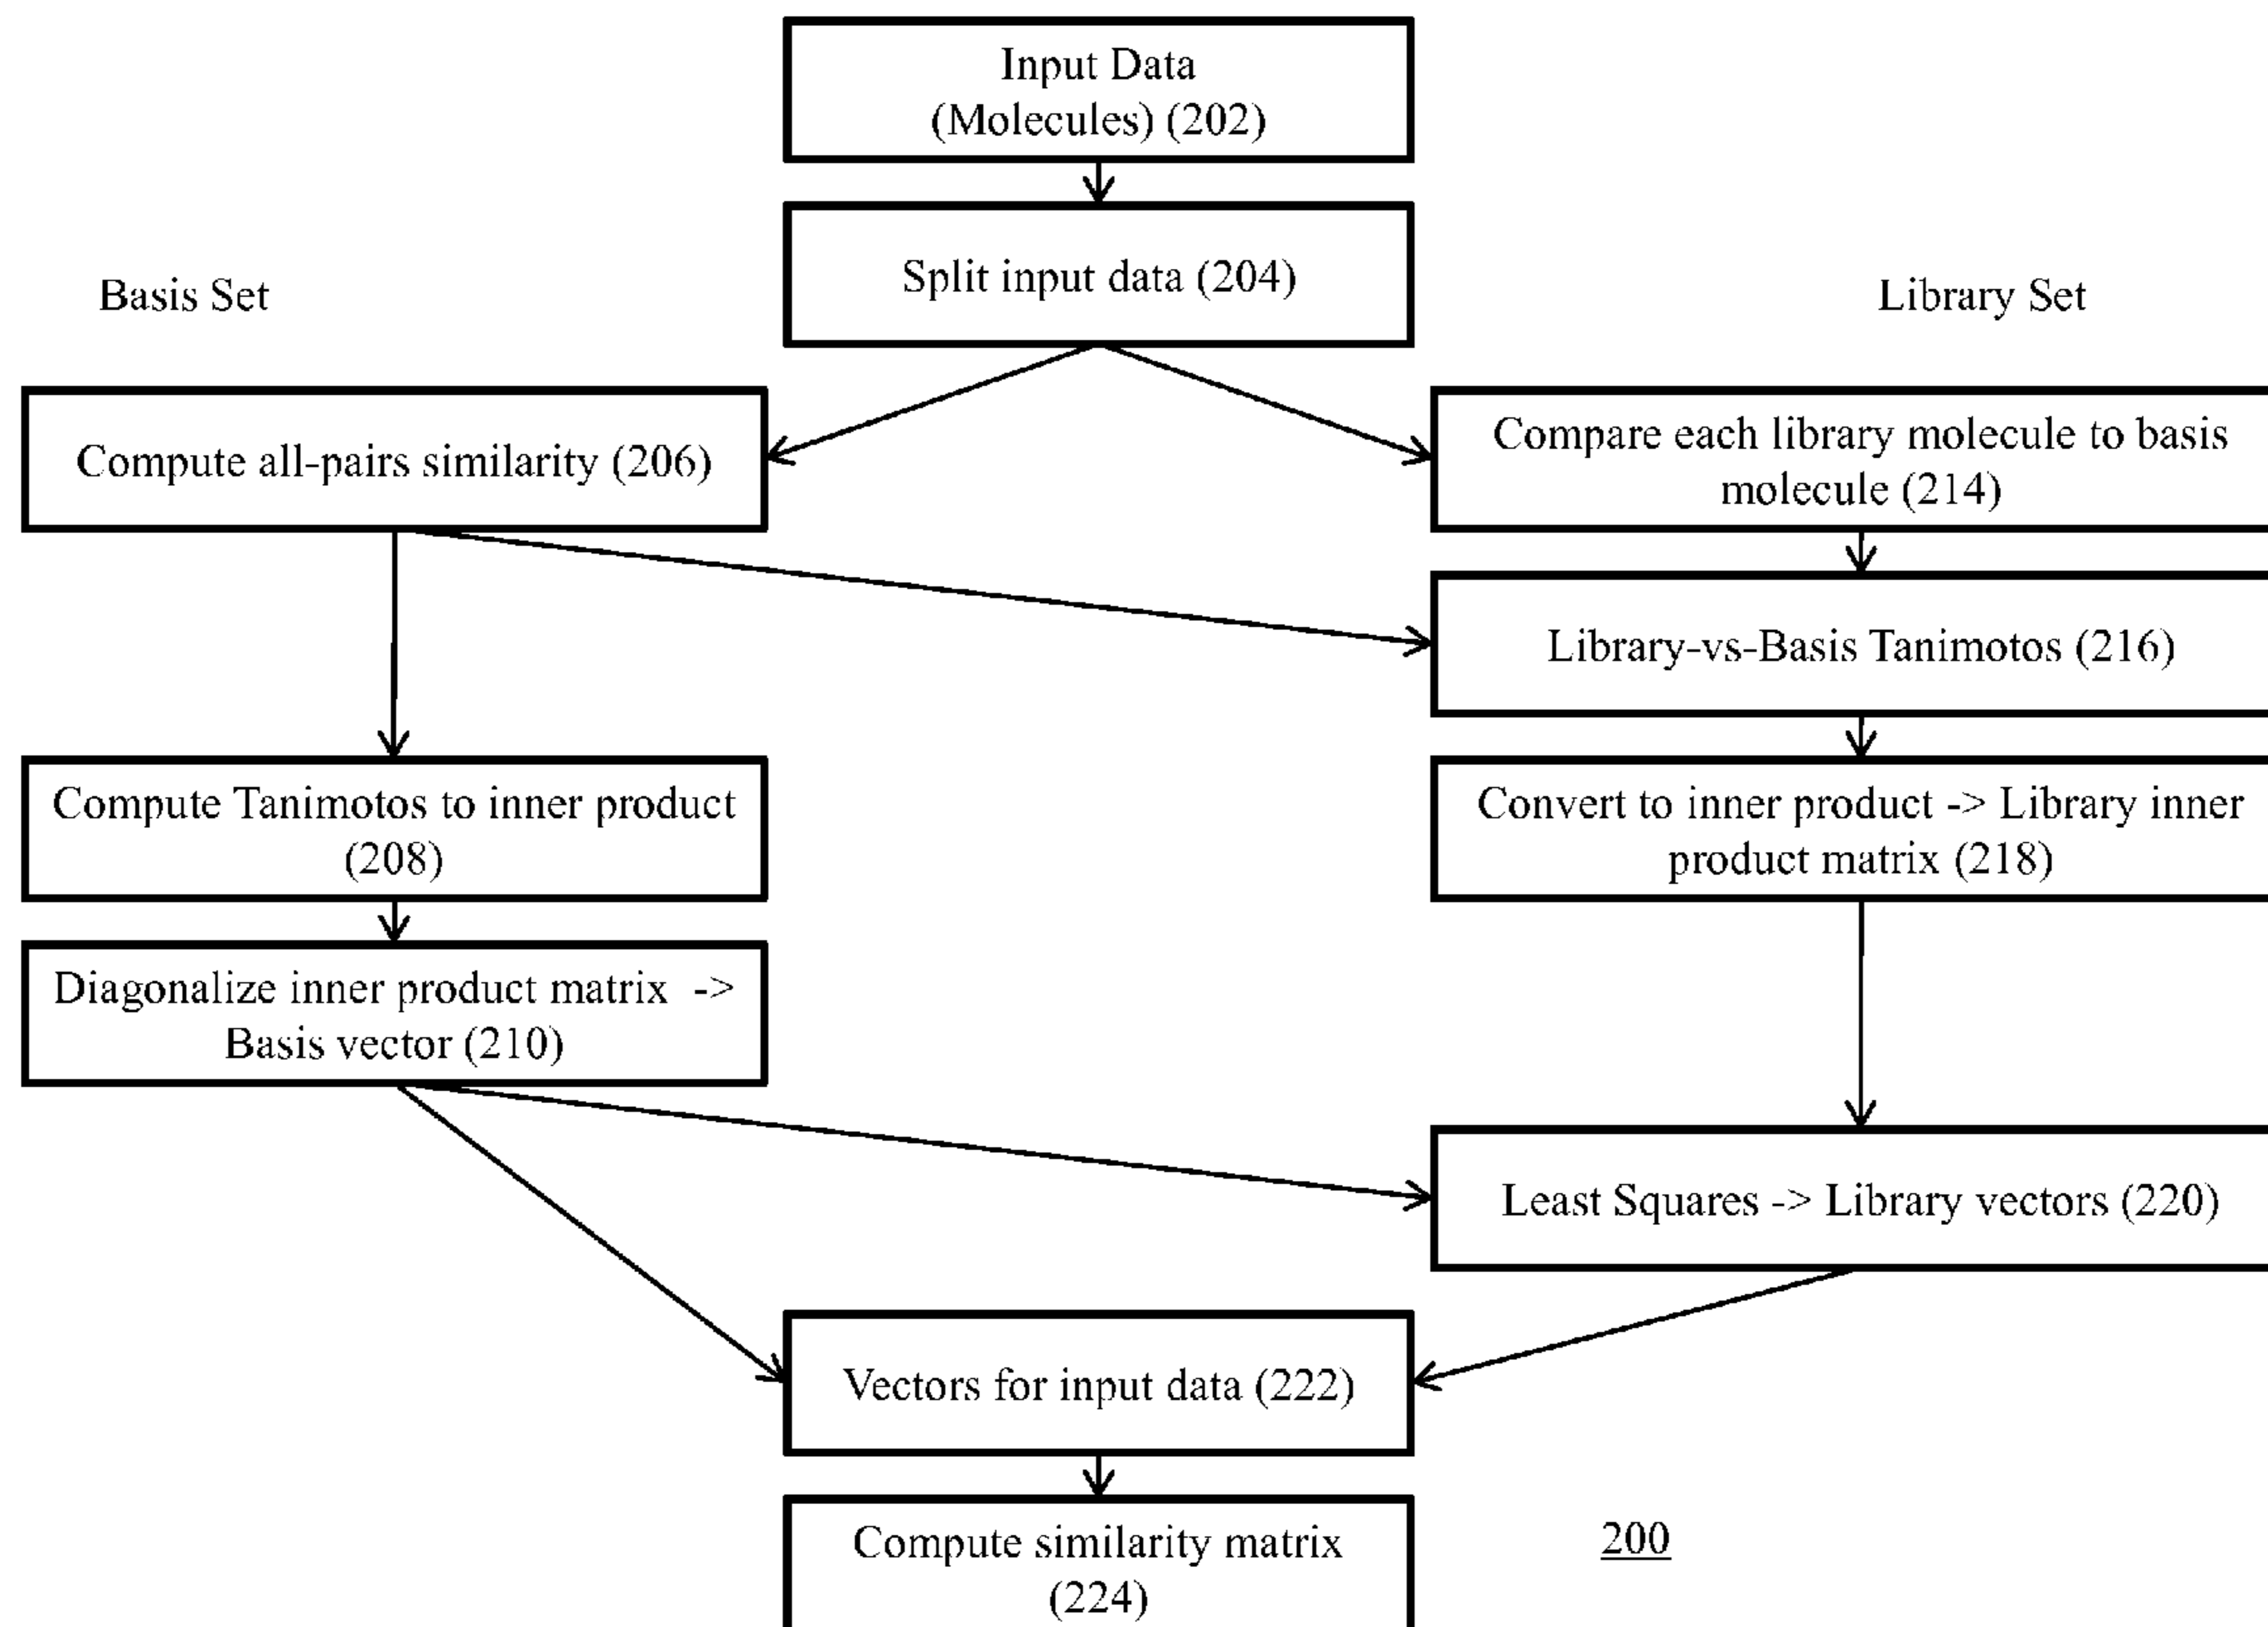 Input Data
(Molecules) (202)
Split input data (204)
Basis Set
Library Set
Compute all-pairs similarity (206)
Compare each library molecule to basis
molecule (214)
Library-vs-Basis Tanimotos (216)
Compute Tanimotos to inner product
(208)
Convert to inner product -> Library inner
product matrix (218)
Diagonalize inner product matrix ->
Basis vector (210)
Least Squares -> Library vectors (220)
Vectors for input data (222)
Compute similarity matrix
(224)
200